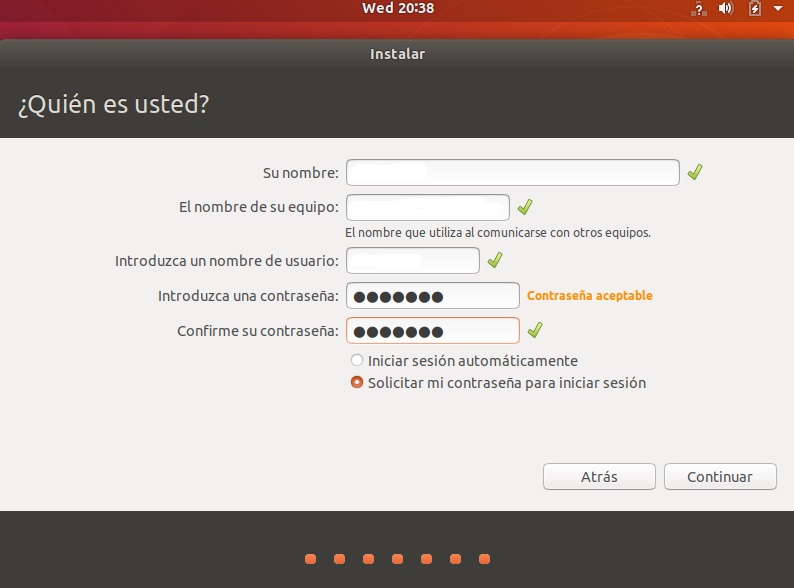 Wed 20:38
Instalar
¿Quién es usted?
Su nombre:
El nombre de su equipo:
El nombre que utiliza al comunicarse con otros equipos.
Introduzca un nombre de usuario:
Introduzca una contraseña: ●●●●●●● Contraseña aceptable
Confirme su contraseña: ●●●●●●●
Iniciar sesión automáticamente
Solicitar mi contraseña para iniciar sesión
Atrás Continuar